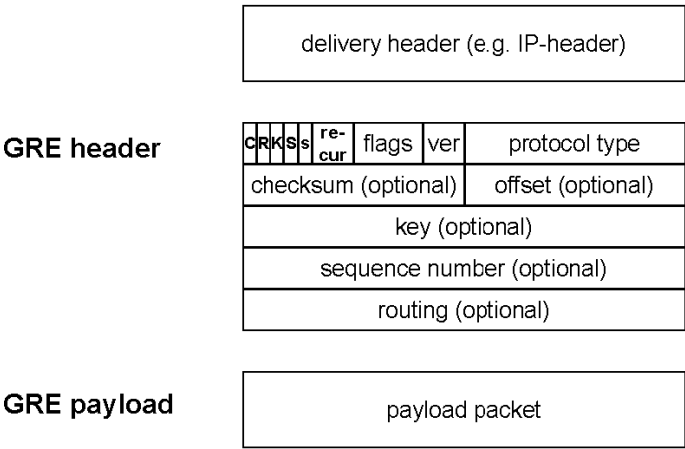 delivery header (e.g. IP-header)
GRE header
C R K S s re-cur flags ver protocol type
checksum (optional) offset (optional)
key (optional)
sequence number (optional)
routing (optional)
GRE payload
payload packet